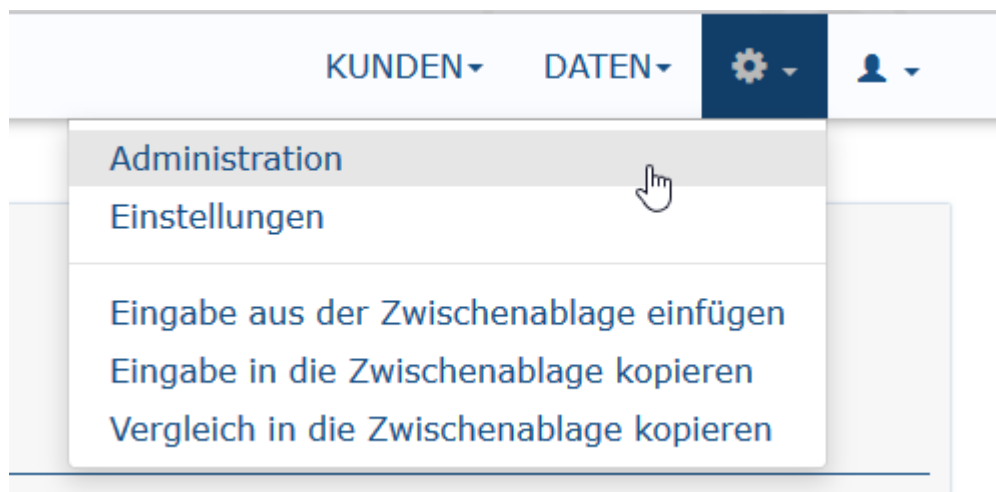 KUNDEN DATEN
Administration
Einstellungen
Eingabe aus der Zwischenablage einfügen
Eingabe in die Zwischenablage kopieren
Vergleich in die Zwischenablage kopieren